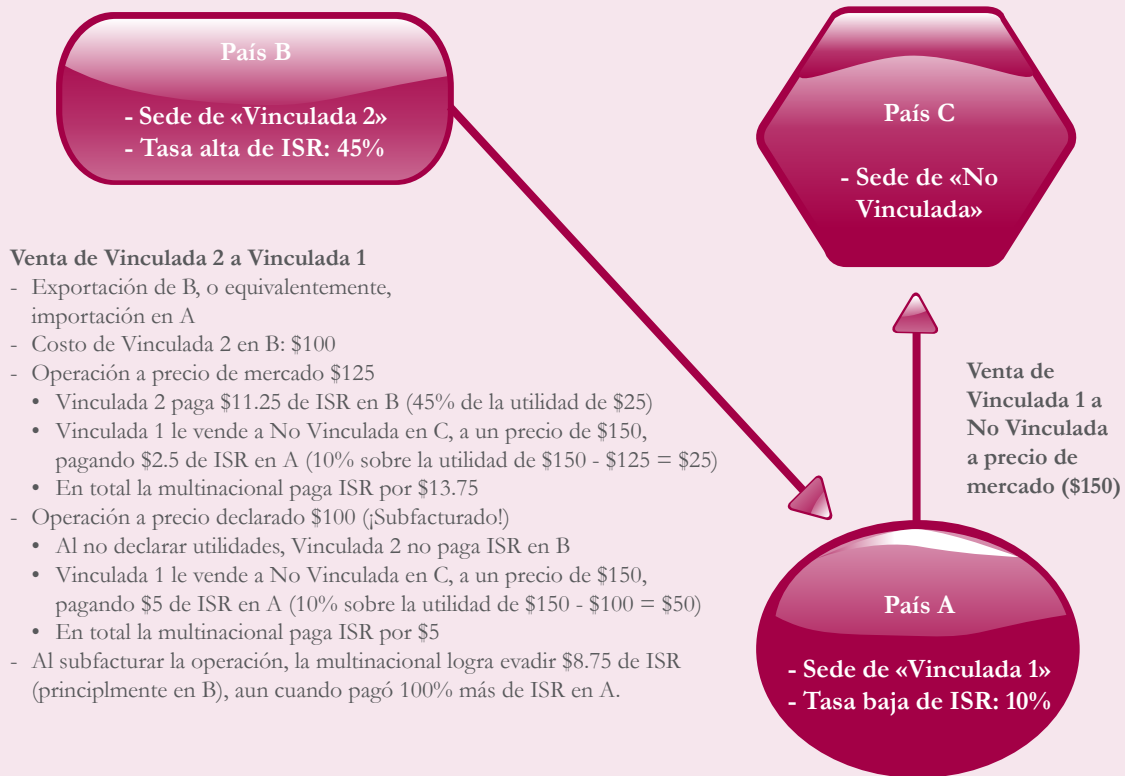 País B
- Sede de «Vinculada 2»
- Tasa alta de ISR: 45%
País C
- Sede de «No
Vinculada»
Venta de Vinculada 2 a Vinculada 1
- Exportación de B, o equivalentemente,
importación en A
- Costo de Vinculada 2 en B: $100
- Operación a precio de mercado $125
• Vinculada 2 paga $11.25 de ISR en B (45% de la utilidad de $25)
• Vinculada 1 le vende a No Vinculada en C, a un precio de $150,
pagando $2.5 de ISR en A (10% sobre la utilidad de $150 - $125 = $25)
• En total la multinacional paga ISR por $13.75
- Operación a precio declarado $100 (¡Subfacturado!)
• Al no declarar utilidades, Vinculada 2 no paga ISR en B
• Vinculada 1 le vende a No Vinculada en C, a un precio de $150,
pagando $5 de ISR en A (10% sobre la utilidad de $150 - $100 = $50)
• En total la multinacional paga ISR por $5
- Al subfacturar la operación, la multinacional logra evadir $8.75 de ISR
(principlmente en B), aun cuando pagó 100% más de ISR en A.
Venta de
Vinculada 1 a
No Vinculada
a precio de
mercado ($150)
País A
- Sede de «Vinculada 1»
- Tasa baja de ISR: 10%